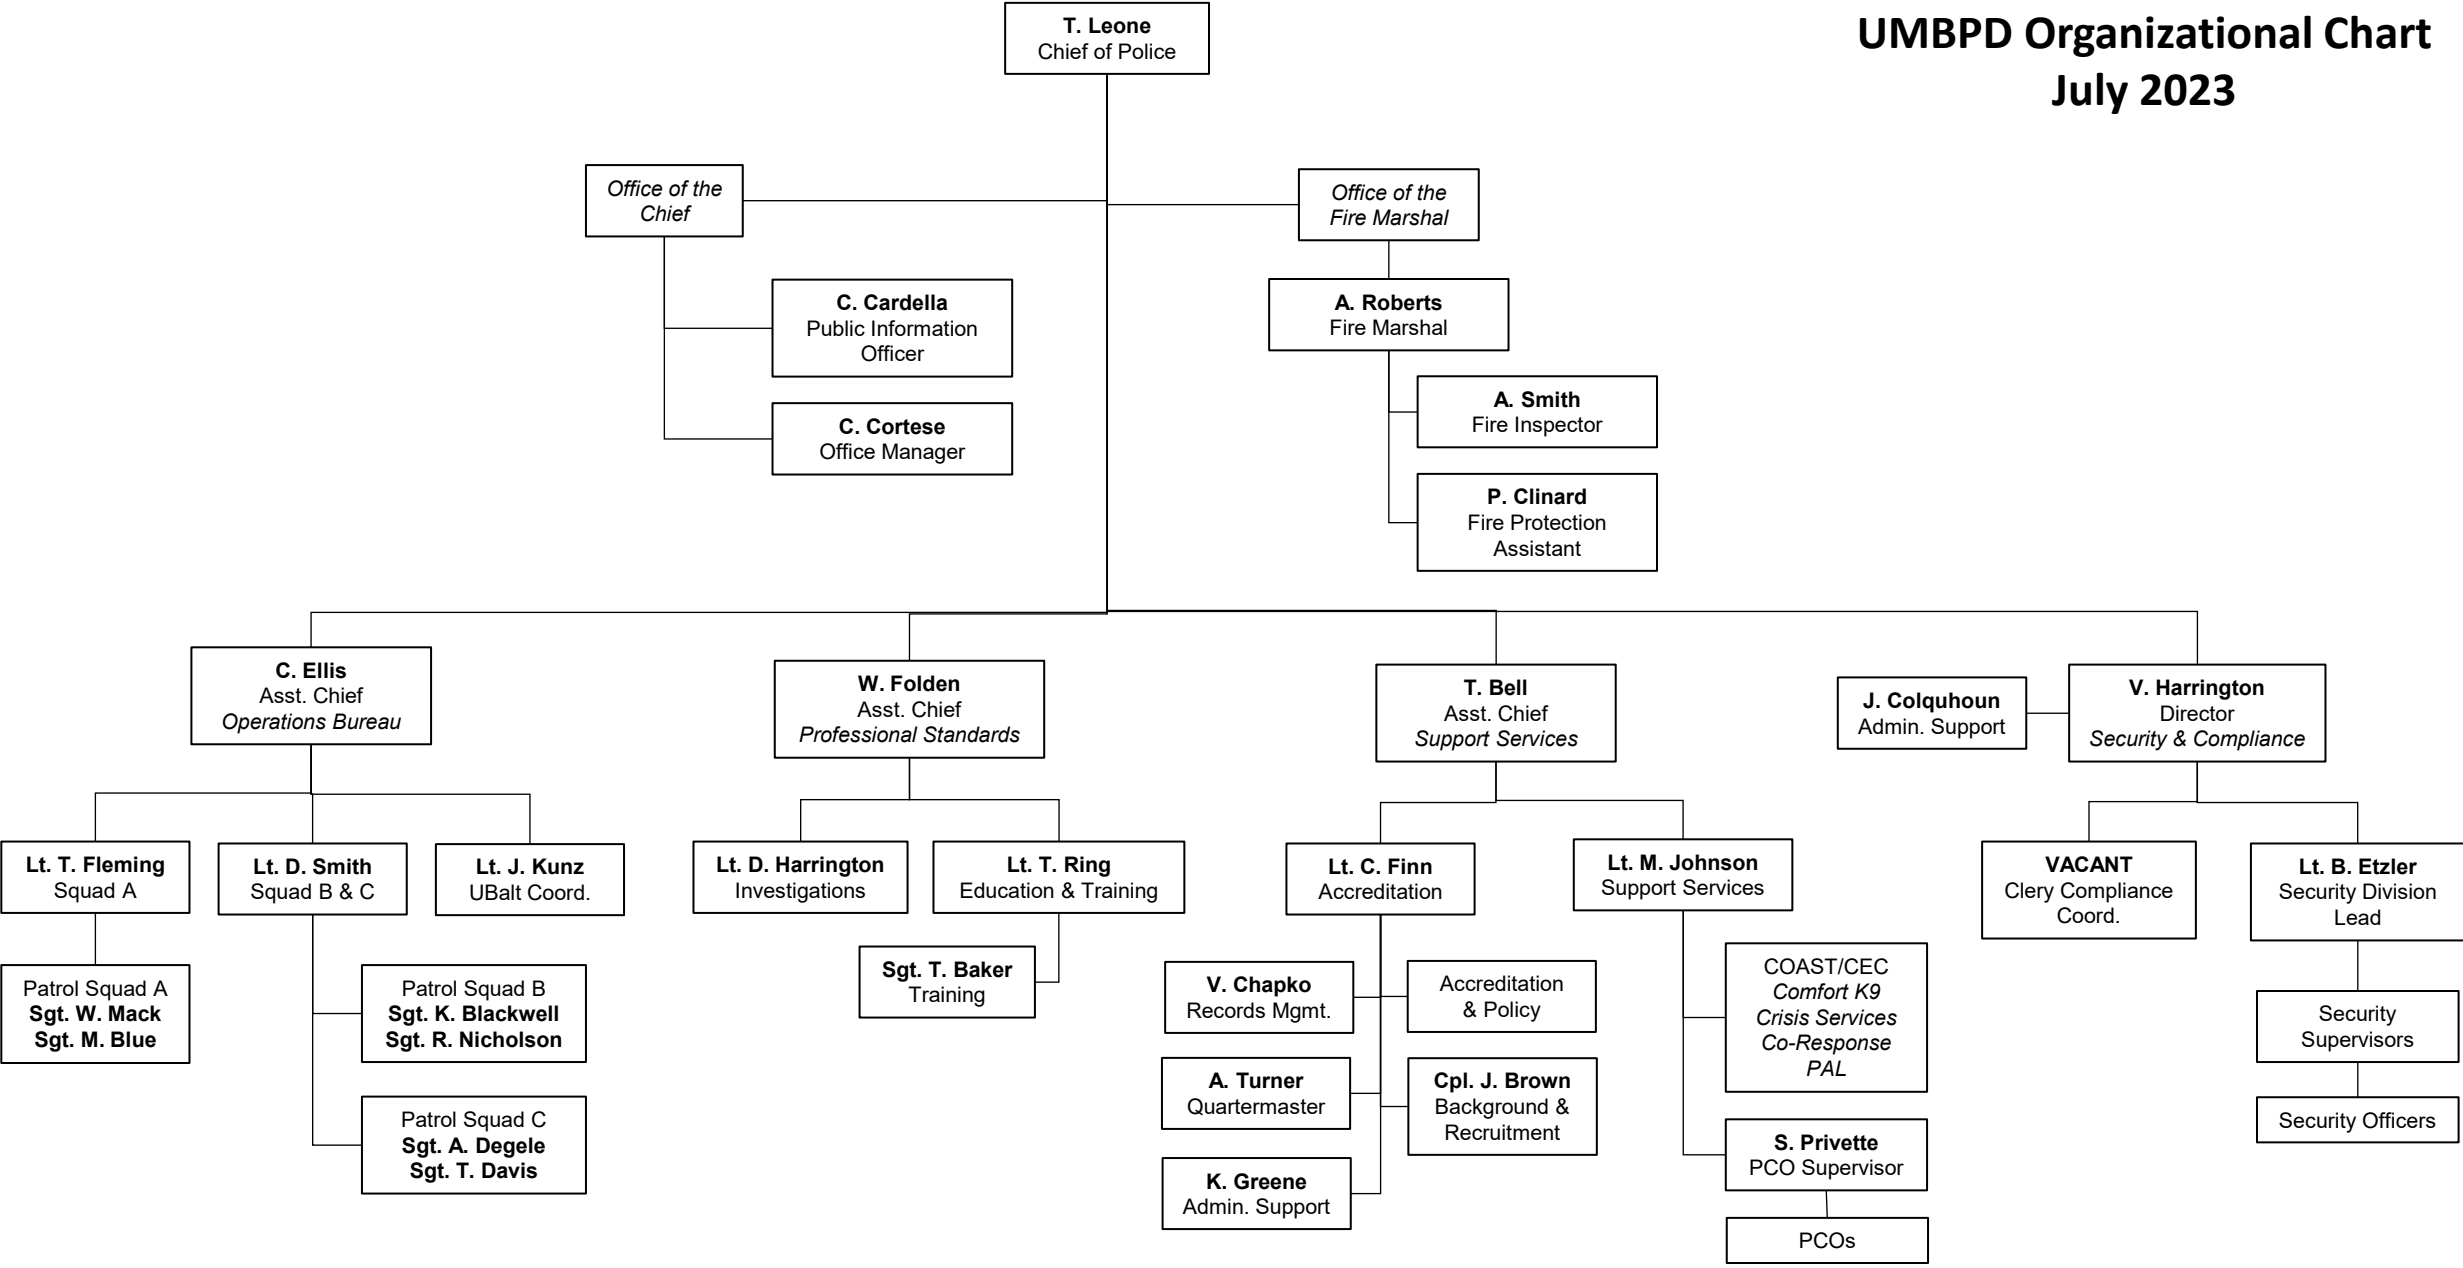 UMBPD Organizational Chart
July 2023
T. Leone
Chief of Police
Office of the
Chief
Office of the
Fire Marshal
C. Cardella
Public Information
Officer
C. Cortese
Office Manager
A. Roberts
Fire Marshal
A. Smith
Fire Inspector
P. Clinard
Fire Protection
Assistant
C. Ellis
Asst. Chief
Operations Bureau
W. Folden
Asst. Chief
Professional Standards
T. Bell
Asst. Chief
Support Services
J. Colquhoun
Admin. Support
V. Harrington
Director
Security & Compliance
Lt. T. Fleming
Squad A
Lt. D. Smith
Squad B & C
Lt. J. Kunz
UBalt Coord.
Patrol Squad A
Sgt. W. Mack
Sgt. M. Blue
Patrol Squad B
Sgt. K. Blackwell
Sgt. R. Nicholson
Patrol Squad C
Sgt. A. Degele
Sgt. T. Davis
Lt. D. Harrington
Investigations
Lt. T. Ring
Education & Training
Sgt. T. Baker
Training
Lt. C. Finn
Accreditation
V. Chapko
Records Mgmt.
Accreditation
& Policy
A. Turner
Quartermaster
Cpl. J. Brown
Background &
Recruitment
K. Greene
Admin. Support
Lt. M. Johnson
Support Services
COAST/CEC
Comfort K9
Crisis Services
Co-Response
PAL
S. Privette
PCO Supervisor
PCOs
VACANT
Clery Compliance
Coord.
Lt. B. Etzler
Security Division
Lead
Security
Supervisors
Security Officers